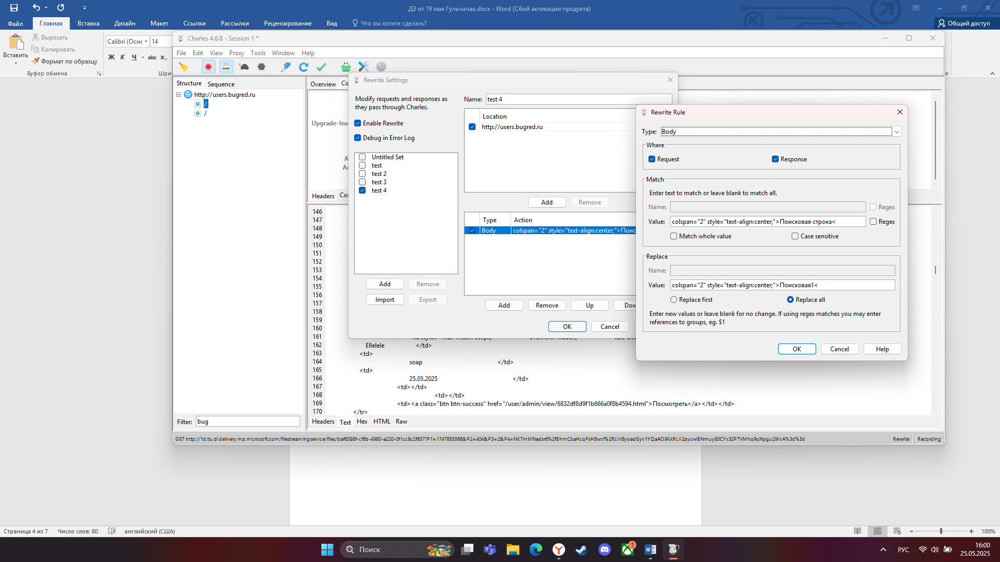 ДЗ от 19 мая Гульчачак.docx - Word (Сбой активации продукта)
Файл Главная Вставка Дизайн Макет Ссылки Рассылки Рецензирование Вид Что вы хотите сделать? Общий доступ
Вставить
Вырезать
Копировать
Формат по образцу
Буфер обмена
Calibri (Оснс 14
Ж К Ч abc x₂
Шри
Charles 4.6.8 - Session 1 *
File Edit View Proxy Tools Window Help
Structure Sequence
http://users.bugred.ru
/
/
Filter: bug
Overview Co
Upgrade-Inse
A
Ac
Headers Coo
Rewrite Settings
Modify requests and responses as
they pass through Charles.
Enable Rewrite
Debug in Error Log
Untitled Set
test
test 2
test 3
test 4
Add Remove
Import Export
Name: test 4
Location
http://users.bugred.ru
Add Remove
Type Action
Body colspan="2" style="text-align:center;">Поис
Add Remove Up Dow
OK Cancel
Rewrite Rule
Type: Body
Where
Request Response
Match
Enter text to match or leave blank to match all.
Name: Regex
Value: colspan="2" style="text-align:center;">Поисковая строка< Regex
Match whole value Case sensitive
Replace
Name:
Value: colspan="2" style="text-align:center;">Поисковая1<
Replace first Replace all
Enter new values or leave blank for no change. If using regex matches you may enter
references to groups, eg. $1
OK Cancel Help
146
147
148
149
150
151
152
153
154
155
156
157
158
159
160
161
162 Ellelele </td>
163 <td>
164 soap </td>
165 <td>
166 25.05.2025 </td>
167 <td></td>
168 <td></td>
169 <td><a class="btn btn-success" href="/user/admin/view/6832df8d9f1b666a0f8b4594.html">Посмотреть</a></td></td>
170 </tr>
Headers Text Hex HTML Raw
GET http://1d.tlu.dl.delivery.mp.microsoft.com/filestreamingservice/files/baf6388f-cf6b-4980-a220-0f1cc8c2f857?P1=1747855568&P2=404&P3=2&P4=NKTmMNadsr6%2fBhmCbaHcqPsH6wxf%2fUJV8yoadGyv1YQaAO9KkRLX2pycwIBNmuy80CYx3SP7VMhq9qNpgu2WxA%3d%3d
Rewrite Recording
Страница 4 из 7 Число слов: 80 английский (США) 100%
Поиск
1
РУС
16:00
25.05.2025